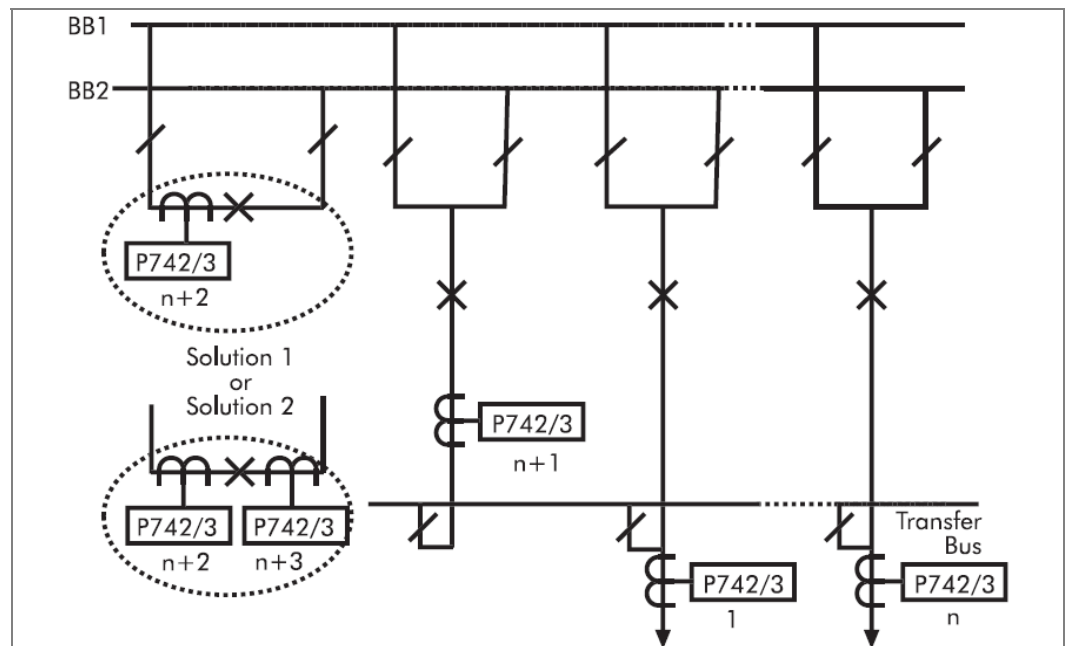 BB1
BB2
P742/3
n+2
Solution 1
or
Solution 2
P742/3
n+2
P742/3
n+3
P742/3
n+1
Transfer
Bus
P742/3
1
P742/3
n